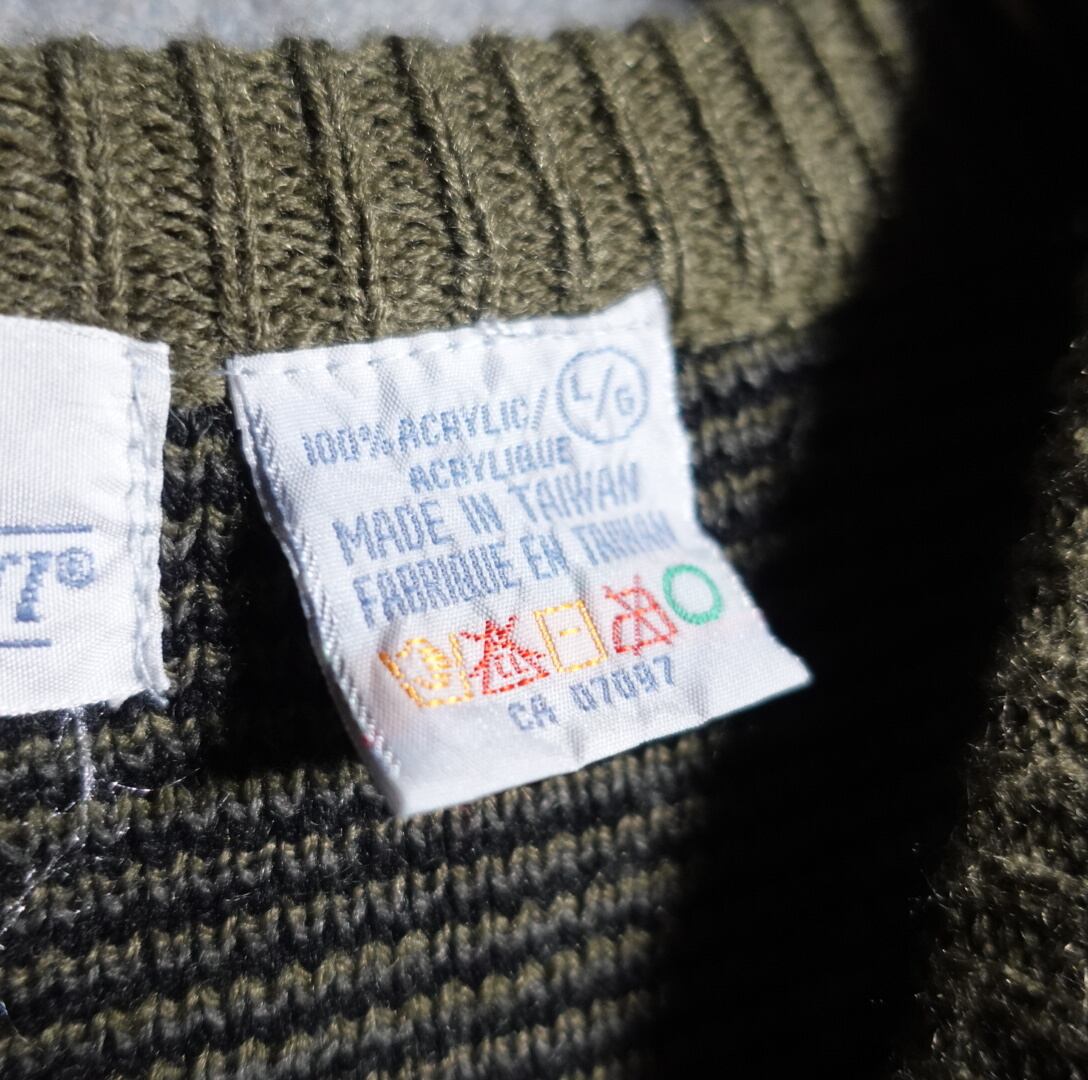 L/G
100% ACRYLIC/
ACRYLIQUE
MADE IN TAIWAN
FABRIQUE EN TAIWAN
CA 07097